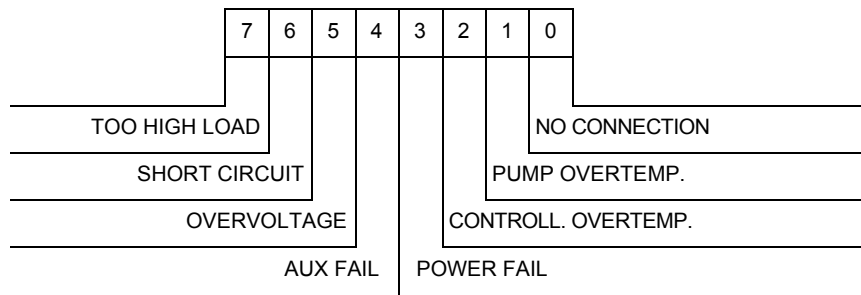 7 6 5 4 3 2 1 0
TOO HIGH LOAD NO CONNECTION
SHORT CIRCUIT PUMP OVERTEMP.
OVERVOLTAGE CONTROLL. OVERTEMP.
AUX FAIL POWER FAIL